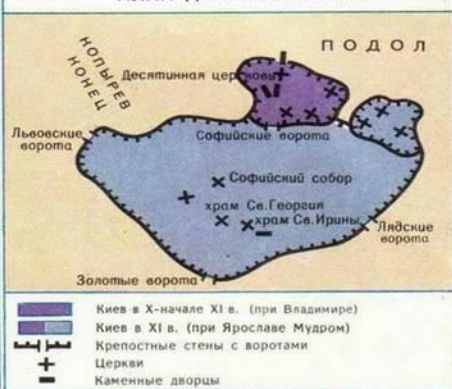 ПОДОЛ
КОПЫРЕВ
КОНЕЦ
Десятинная церковь
Львовские
ворота
Софийские ворота
Софийский собор
храм Св.Георгия
храм Св.Ирины
Лядские
ворота
Золотые ворота
Киев в X-начале XI в. (при Владимире)
Киев в XI в. (при Ярославе Мудром)
Крепостные стены с воротами
Церкви
Каменные дворцы